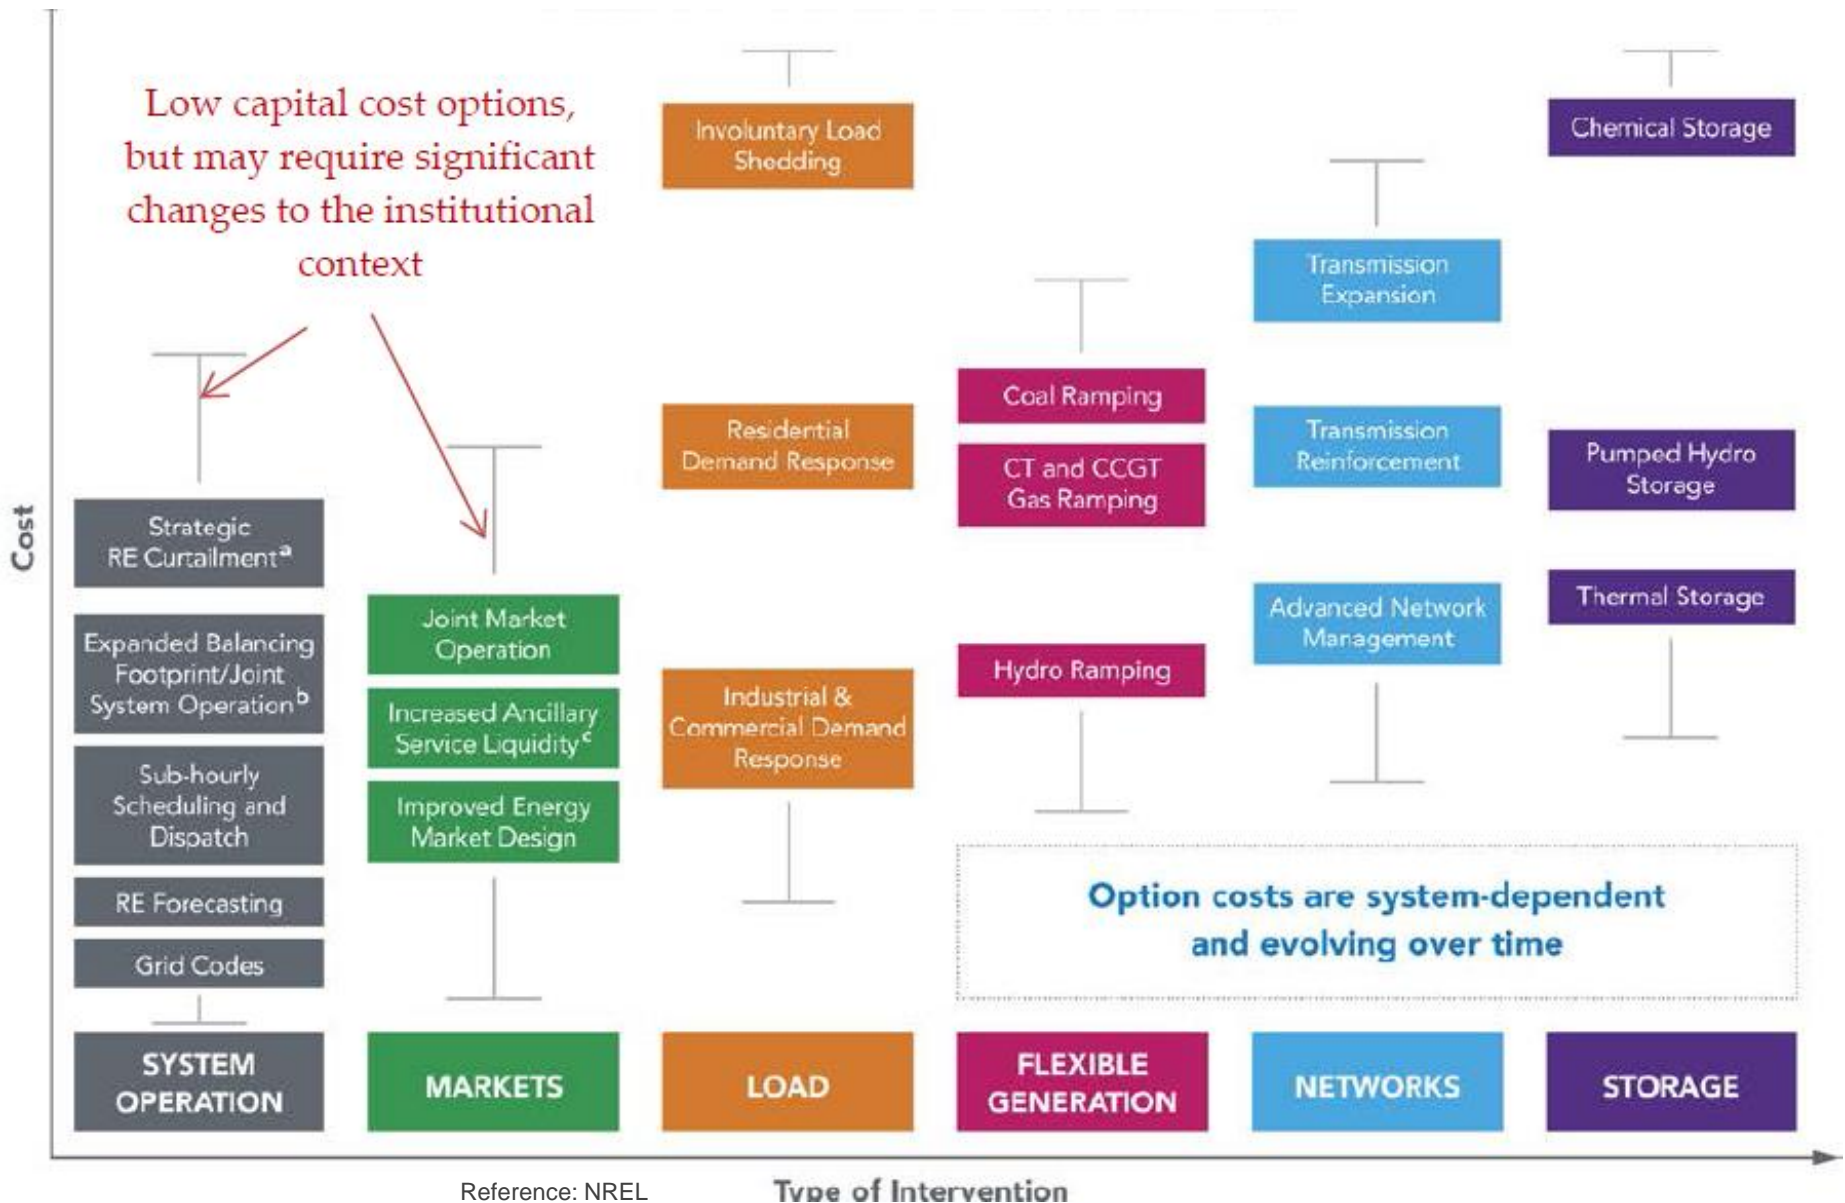 Low capital cost options,
but may require significant
changes to the institutional
context
Cost
Strategic
RE Curtailmentᵃ
Expanded Balancing
Footprint/Joint
System Operationᵇ
Sub-hourly
Scheduling and
Dispatch
RE Forecasting
Grid Codes
SYSTEM
OPERATION
Joint Market
Operation
Increased Ancillary
Service Liquidityᶜ
Improved Energy
Market Design
MARKETS
Involuntary Load
Shedding
Residential
Demand Response
Industrial &
Commercial Demand
Response
LOAD
Coal Ramping
CT and CCGT
Gas Ramping
Hydro Ramping
FLEXIBLE
GENERATION
Transmission
Expansion
Transmission
Reinforcement
Advanced Network
Management
NETWORKS
Chemical Storage
Pumped Hydro
Storage
Thermal Storage
STORAGE
Option costs are system-dependent
and evolving over time
Reference: NREL
Type of Intervention